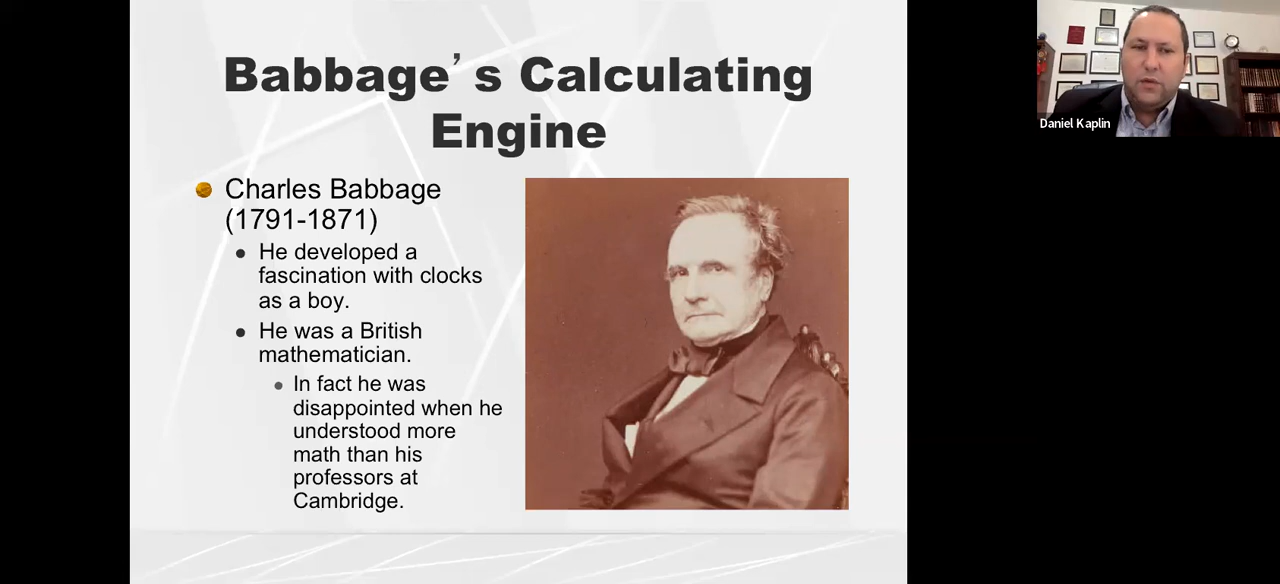 Babbage’s Calculating
Engine
Charles Babbage
(1791-1871)
He developed a
fascination with clocks
as a boy.
He was a British
mathematician.
In fact he was
disappointed when he
understood more
math than his
professors at
Cambridge.
Daniel Kaplin